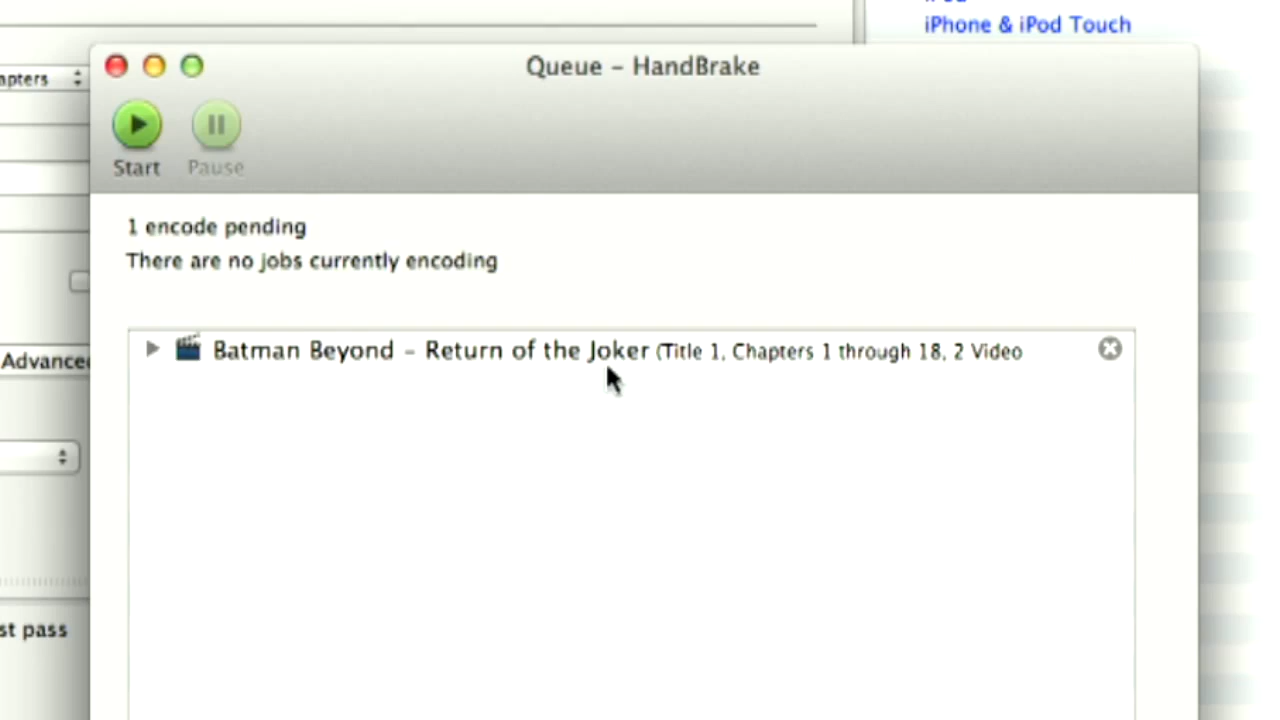 iPhone & iPod Touch
Queue – HandBrake
apters
Start
Pause
1 encode pending
There are no jobs currently encoding
Batman Beyond – Return of the Joker (Title 1, Chapters 1 through 18, 2 Video
Advanced
st pass